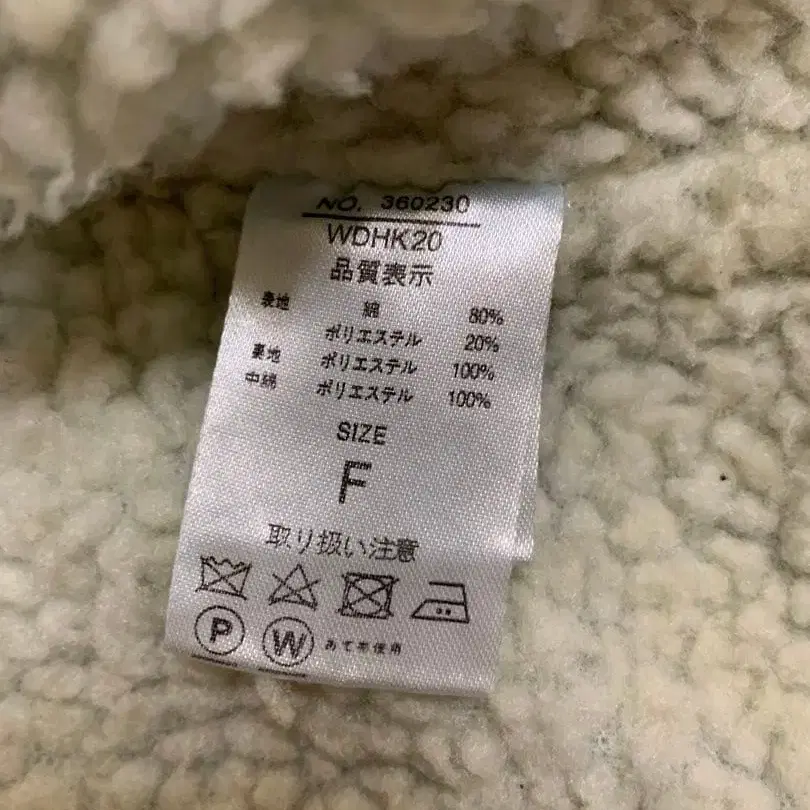 NO. 360230
WDHK20
品質表示
表地 綿 80%
ポリエステル 20%
裏地 ポリエステル 100%
中綿 ポリエステル 100%
SIZE
F
取り扱い注意
P W あて布使用